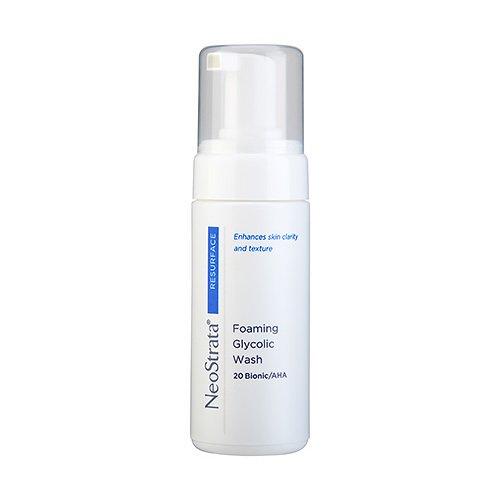 Enhances skin clarity
and texture
RESURFACE
NeoStrata®
Foaming
Glycolic
Wash
20 Bionic/AHA